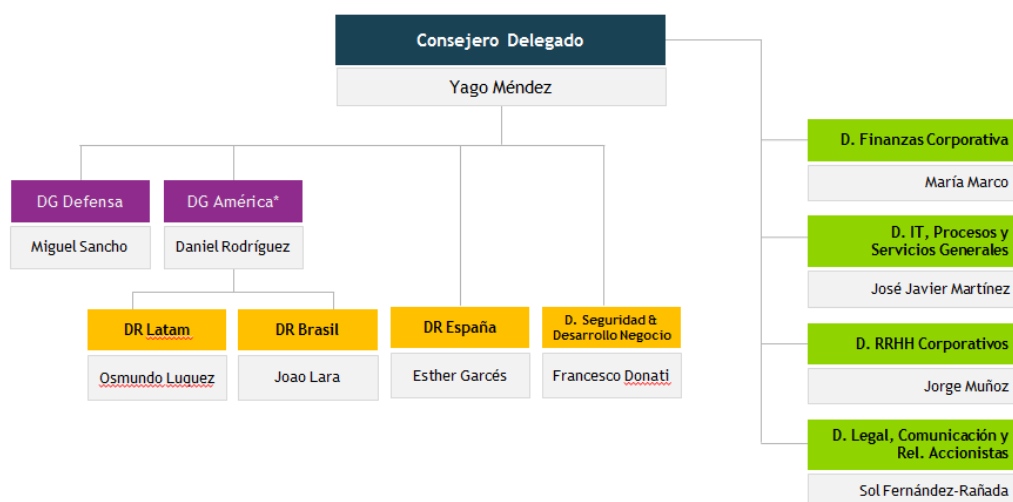 Consejero Delegado
Yago Méndez
D. Finanzas Corporativa
María Marco
DG Defensa
Miguel Sancho
DG América*
Daniel Rodríguez
D. IT, Procesos y
Servicios Generales
José Javier Martínez
DR Latam
Osmundo Luquez
DR Brasil
Joao Lara
DR España
Esther Garcés
D. Seguridad &
Desarrollo Negocio
Francesco Donati
D. RRHH Corporativos
Jorge Muñoz
D. Legal, Comunicación y
Rel. Accionistas
Sol Fernández-Rañada